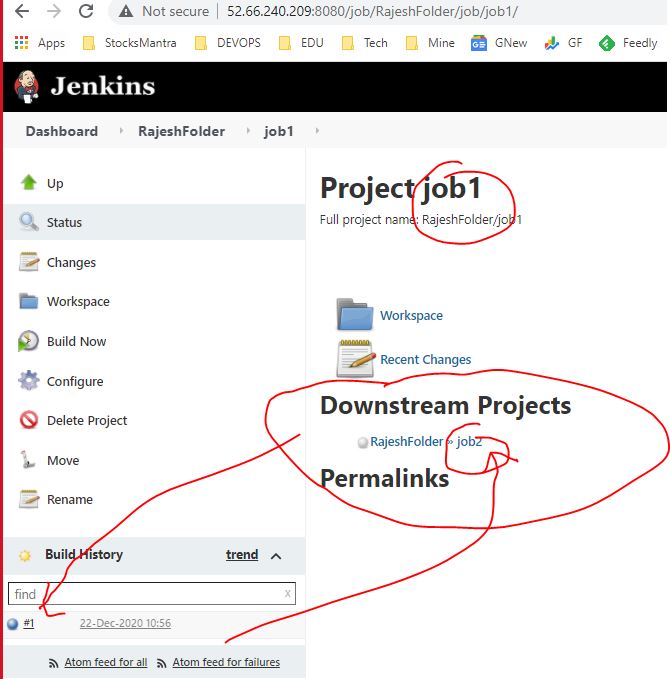 Not secure | 52.66.240.209:8080/job/RajeshFolder/job/job1/
Apps StocksMantra DEVOPS EDU Tech Mine GNew GF Feedly
Jenkins
Dashboard RajeshFolder job1
Up
Status
Changes
Workspace
Build Now
Configure
Delete Project
Move
Rename
Build History trend
find x
#1 22-Dec-2020 10:56
Atom feed for all Atom feed for failures
Project job1
Full project name: RajeshFolder/job1
Workspace
Recent Changes
Downstream Projects
RajeshFolder » job2
Permalinks